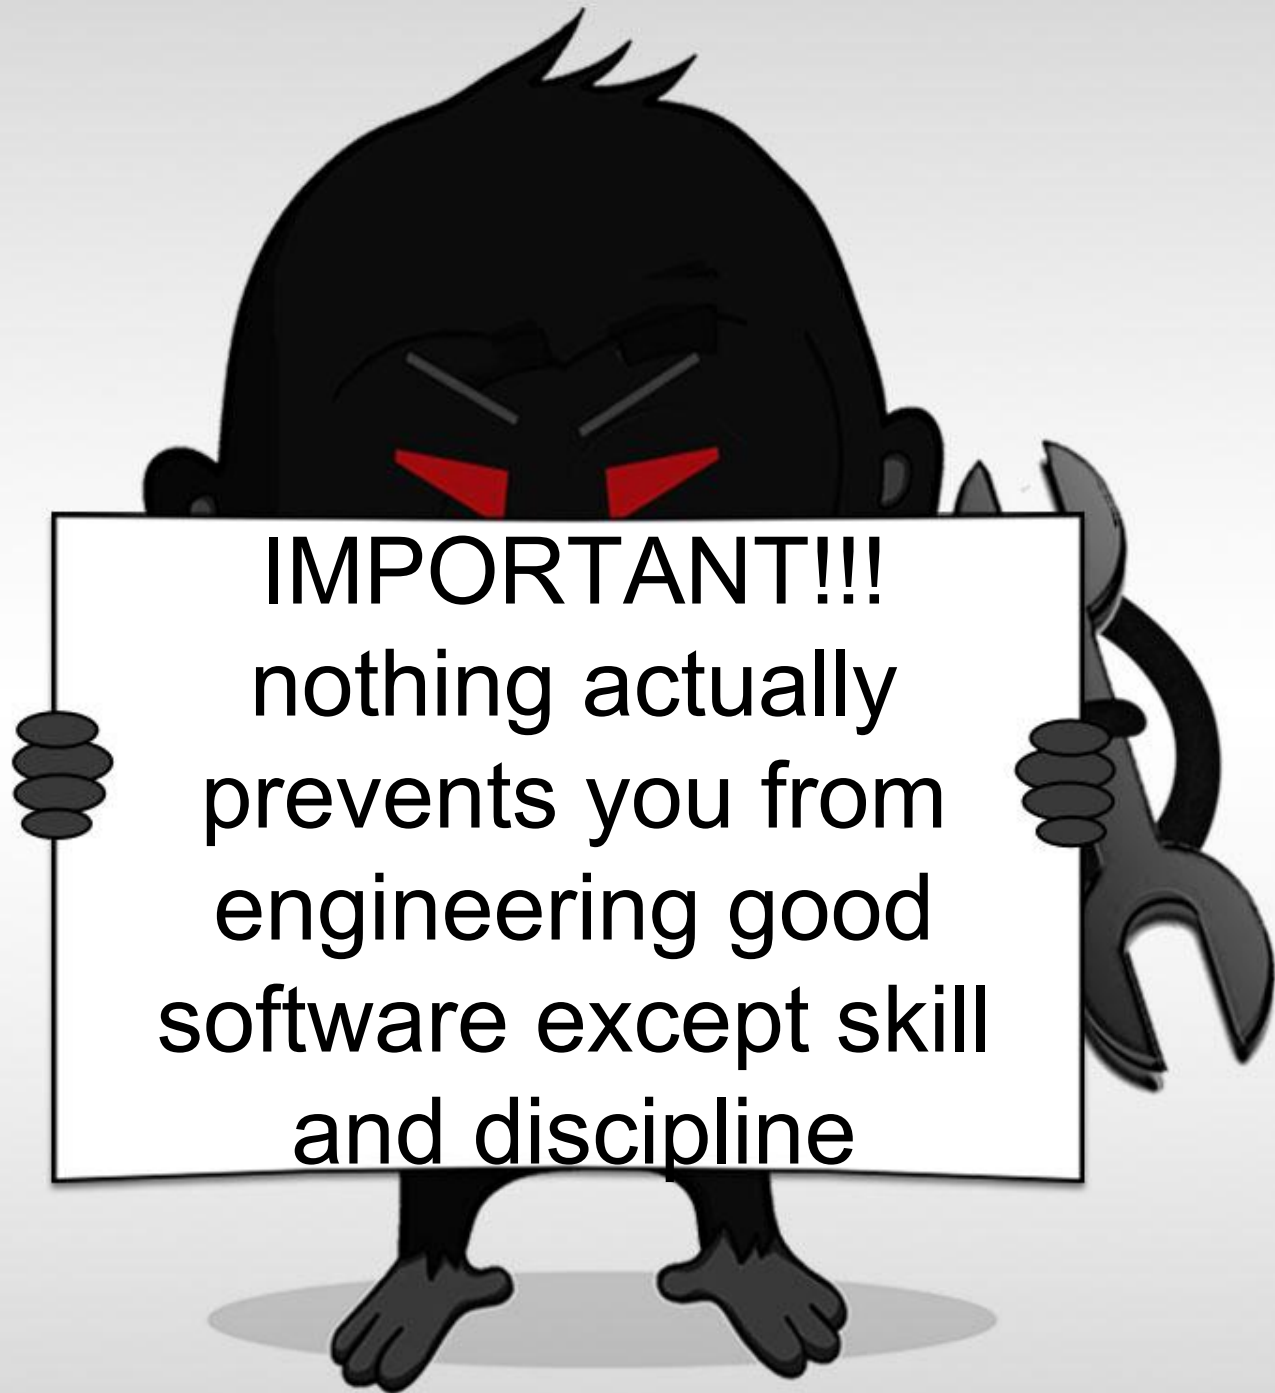 IMPORTANT!!!
nothing actually
prevents you from
engineering good
software except skill
and discipline